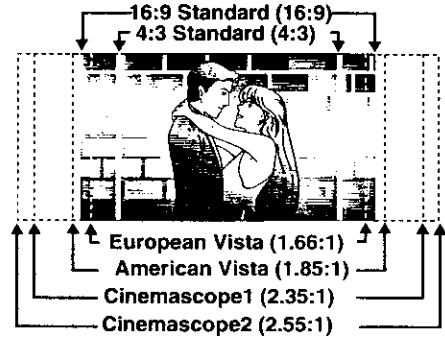 16:9 Standard (16:9)
4:3 Standard (4:3)
European Vista (1.66:1)
American Vista (1.85:1)
Cinemascope1 (2.35:1)
Cinemascope2 (2.55:1)